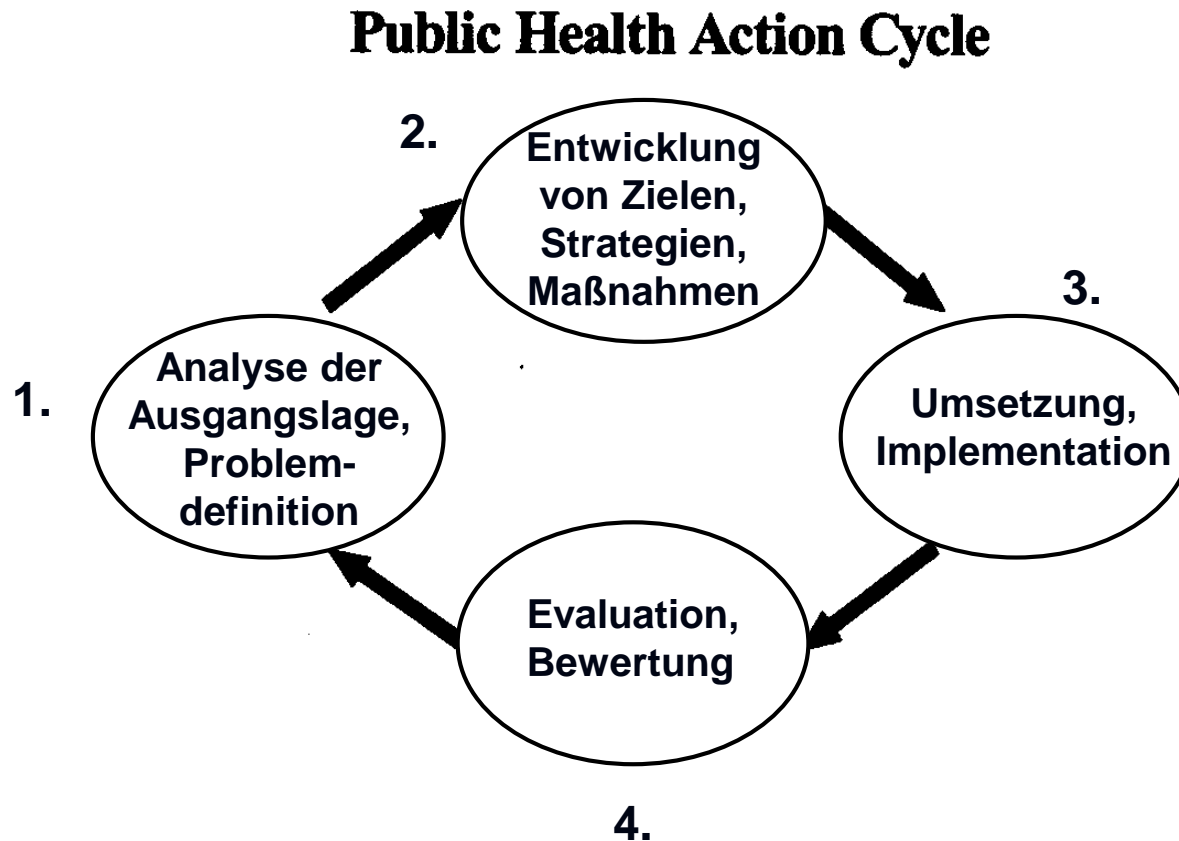 Public Health Action Cycle
1.
Analyse der
Ausgangslage,
Problem-
definition
2.
Entwicklung
von Zielen,
Strategien,
Maßnahmen
3.
Umsetzung,
Implementation
Evaluation,
Bewertung
4.